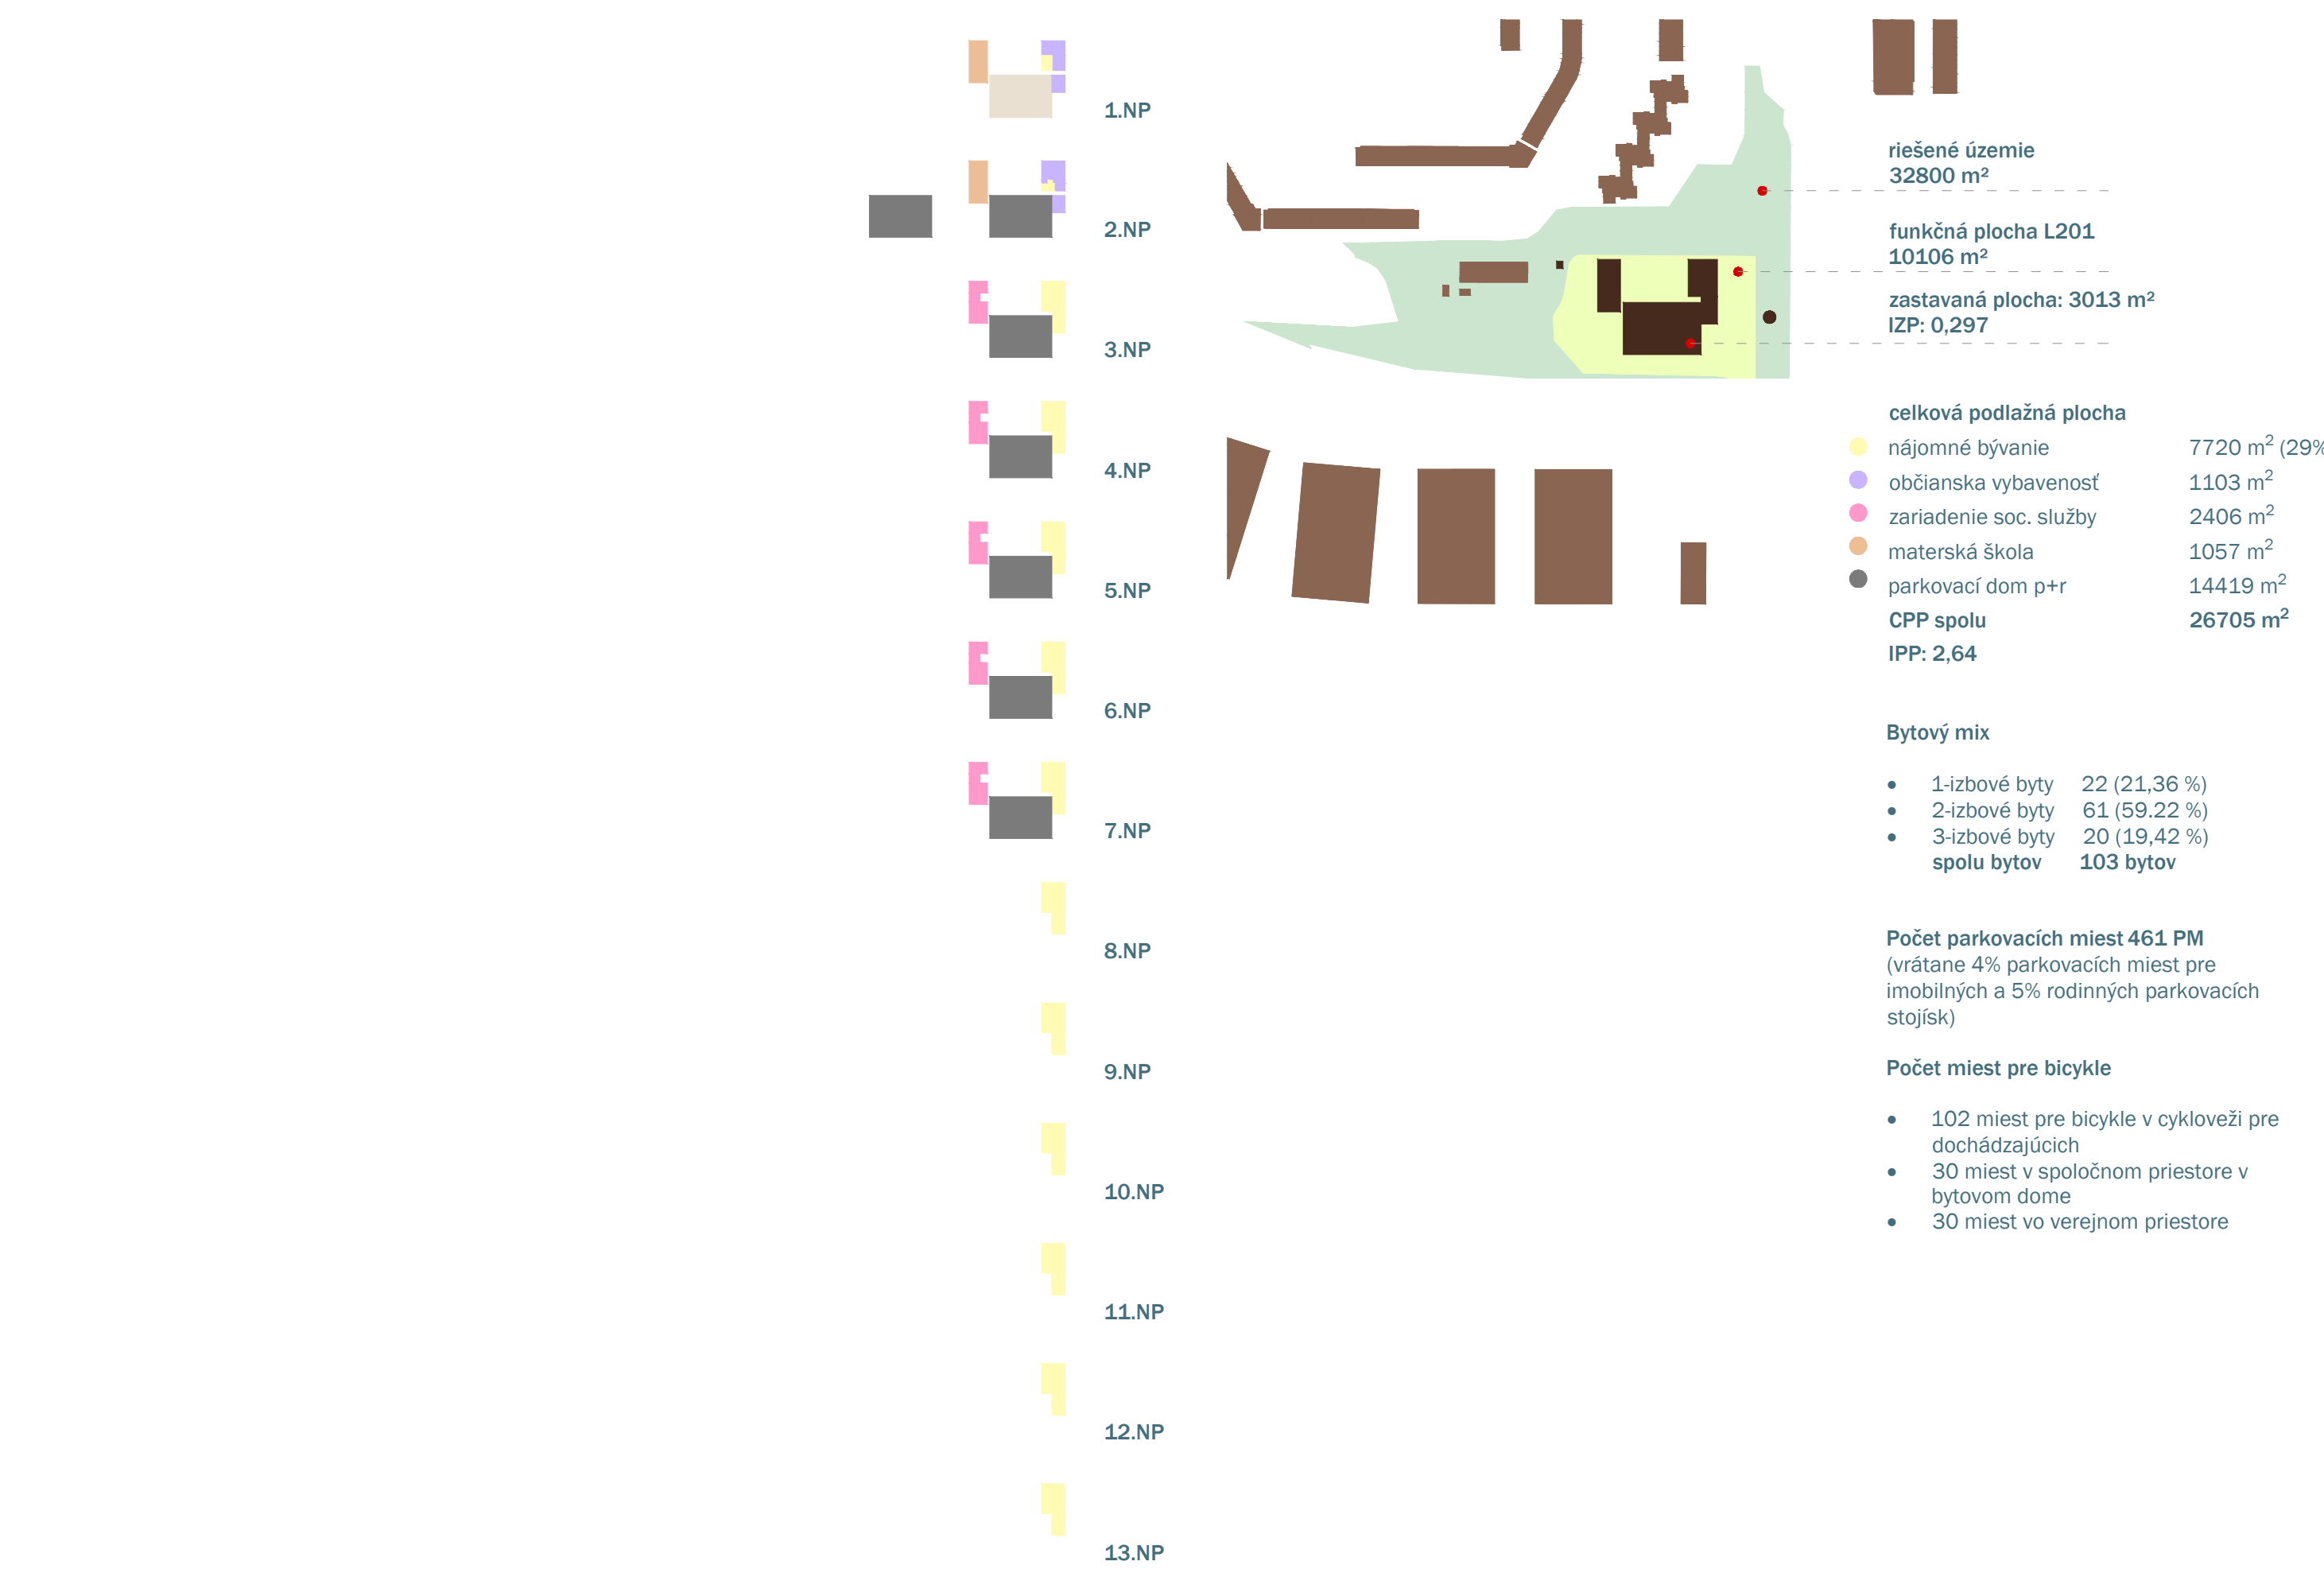 1.NP
2.NP
3.NP
4.NP
5.NP
6.NP
7.NP
8.NP
9.NP
10.NP
11.NP
12.NP
13.NP
riešené územie
32800 m²
funkčná plocha L201
10106 m²
zastavaná plocha: 3013 m²
IZP: 0,297
celková podlažná plocha
nájomné bývanie 7720 m² (29%
občianska vybavenosť 1103 m²
zariadenie soc. služby 2406 m²
materská škola 1057 m²
parkovací dom p+r 14419 m²
CPP spolu 26705 m²
IPP: 2,64
Bytový mix
• 1-izbové byty 22 (21,36 %)
• 2-izbové byty 61 (59.22 %)
• 3-izbové byty 20 (19,42 %)
spolu bytov 103 bytov
Počet parkovacích miest 461 PM
(vrátane 4% parkovacích miest pre
imobilných a 5% rodinných parkovacích
stojísk)
Počet miest pre bicykle
• 102 miest pre bicykle v cykloveži pre
dochádzajúcich
• 30 miest v spoločnom priestore v
bytovom dome
• 30 miest vo verejnom priestore